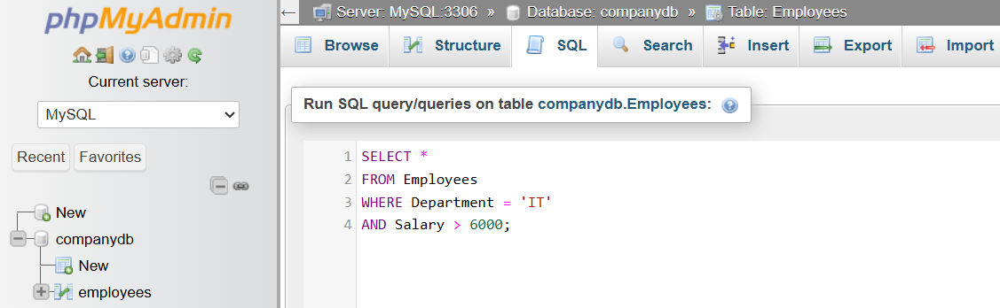 phpMyAdmin
Current server:
MySQL
Recent Favorites
New
companydb
New
employees
← Server: MySQL:3306 » Database: companydb » Table: Employees
Browse Structure SQL Search Insert Export Import
Run SQL query/queries on table companydb.Employees:
1 SELECT *
2 FROM Employees
3 WHERE Department = 'IT'
4 AND Salary > 6000;